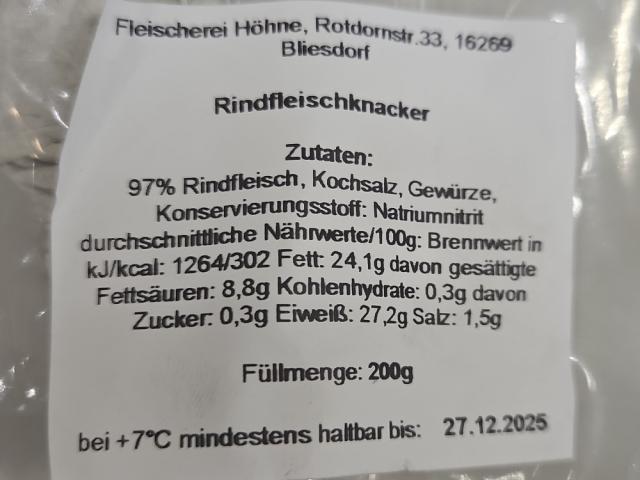 Fleischerei Höhne, Rotdornstr.33, 16269
Bliesdorf
Rindfleischknacker
Zutaten:
97% Rindfleisch, Kochsalz, Gewürze,
Konservierungsstoff: Natriumnitrit
durchschnittliche Nährwerte/100g: Brennwert in
kJ/kcal: 1264/302 Fett: 24,1g davon gesättigte
Fettsäuren: 8,8g Kohlenhydrate: 0,3g davon
Zucker: 0,3g Eiweiß: 27,2g Salz: 1,5g
Füllmenge: 200g
bei +7°C mindestens haltbar bis: 27.12.2025